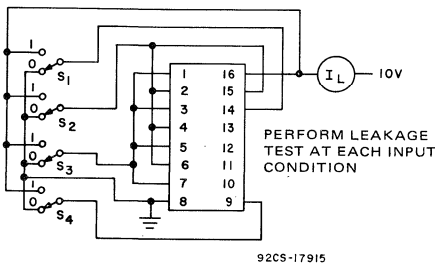 1
0
S1
1
0
S2
1
0
S3
1
0
S4
1 16
2 15
3 14
4 13
5 12
6 11
7 10
8 9
IL
10V
PERFORM LEAKAGE
TEST AT EACH INPUT
CONDITION
92CS-17915